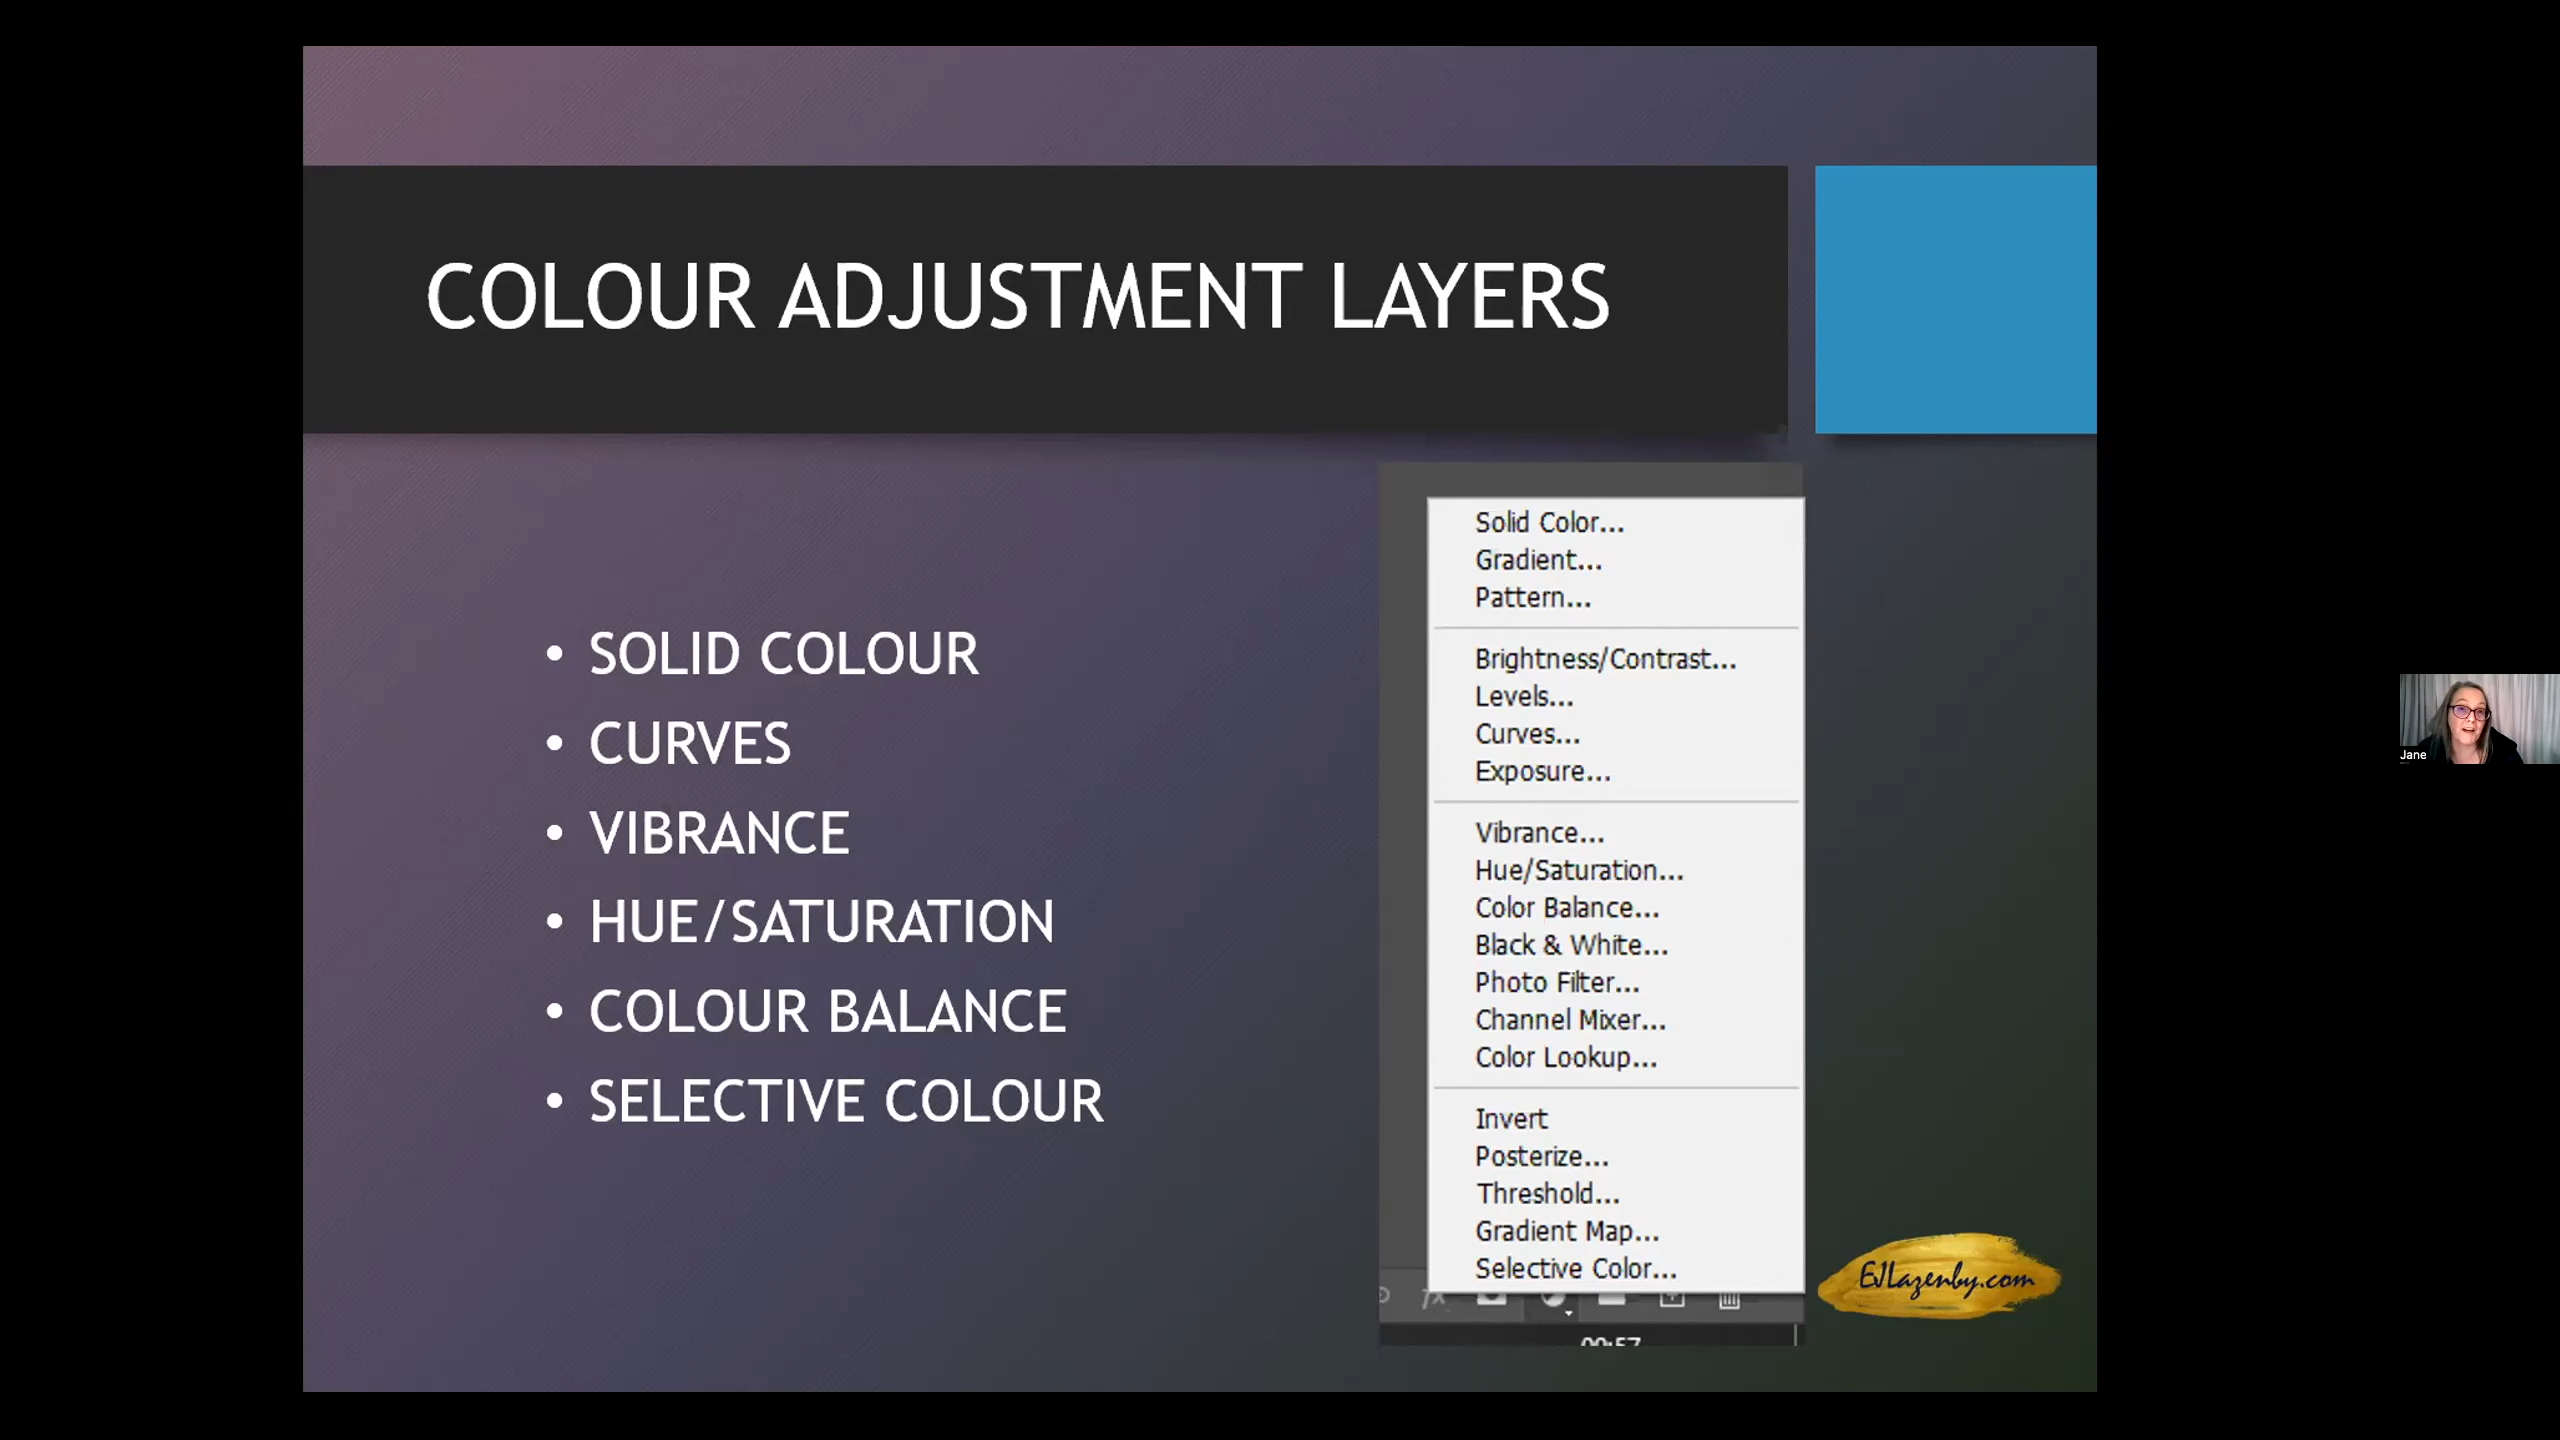 COLOUR ADJUSTMENT LAYERS
• SOLID COLOUR
• CURVES
• VIBRANCE
• HUE/SATURATION
• COLOUR BALANCE
• SELECTIVE COLOUR
Solid Color...
Gradient...
Pattern...
Brightness/Contrast...
Levels...
Curves...
Exposure...
Vibrance...
Hue/Saturation...
Color Balance...
Black & White...
Photo Filter...
Channel Mixer...
Color Lookup...
Invert
Posterize...
Threshold...
Gradient Map...
Selective Color...
fx
EJLazenby.com
Jane